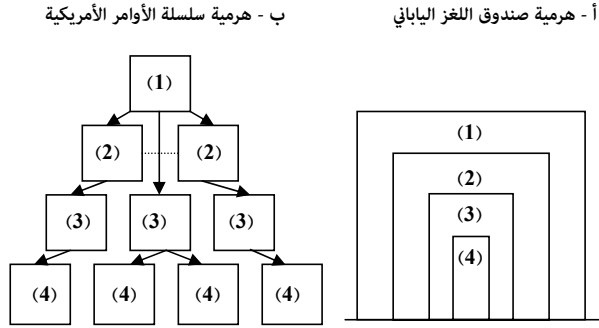 أ - هرمية صندوق اللغز الياباني
ب - هرمية سلسلة الأوامر الأمريكية
(1)
(2)
(3)
(4)
(1)
(2) (2)
(3) (3) (3)
(4) (4) (4) (4)